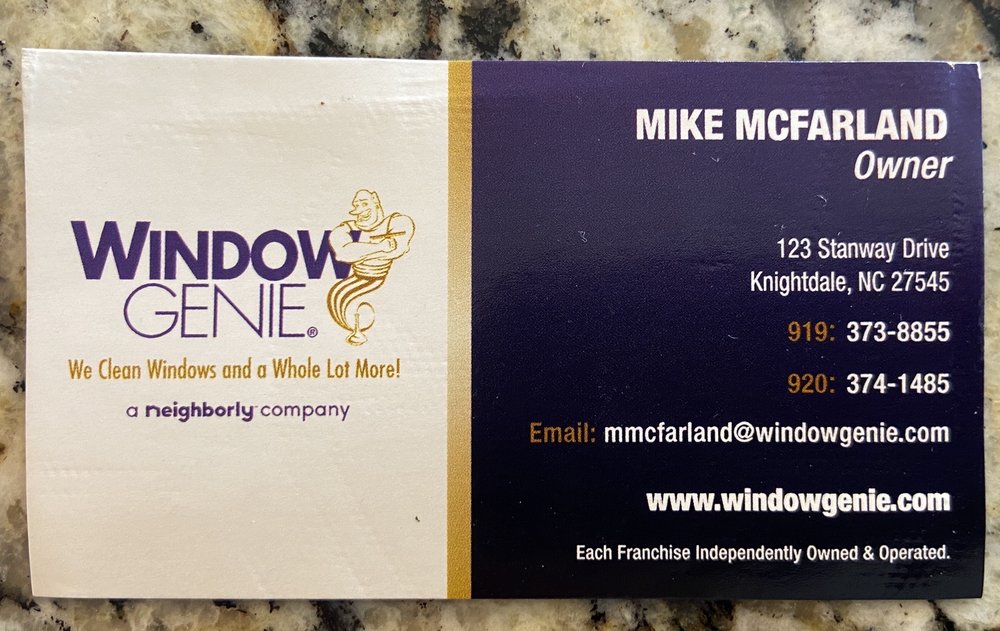 WINDOW
GENIE®
We Clean Windows and a Whole Lot More!
a neighborly company
MIKE MCFARLAND
Owner
123 Stanway Drive
Knightdale, NC 27545
919: 373-8855
920: 374-1485
Email: mmcfarland@windowgenie.com
www.windowgenie.com
Each Franchise Independently Owned & Operated.